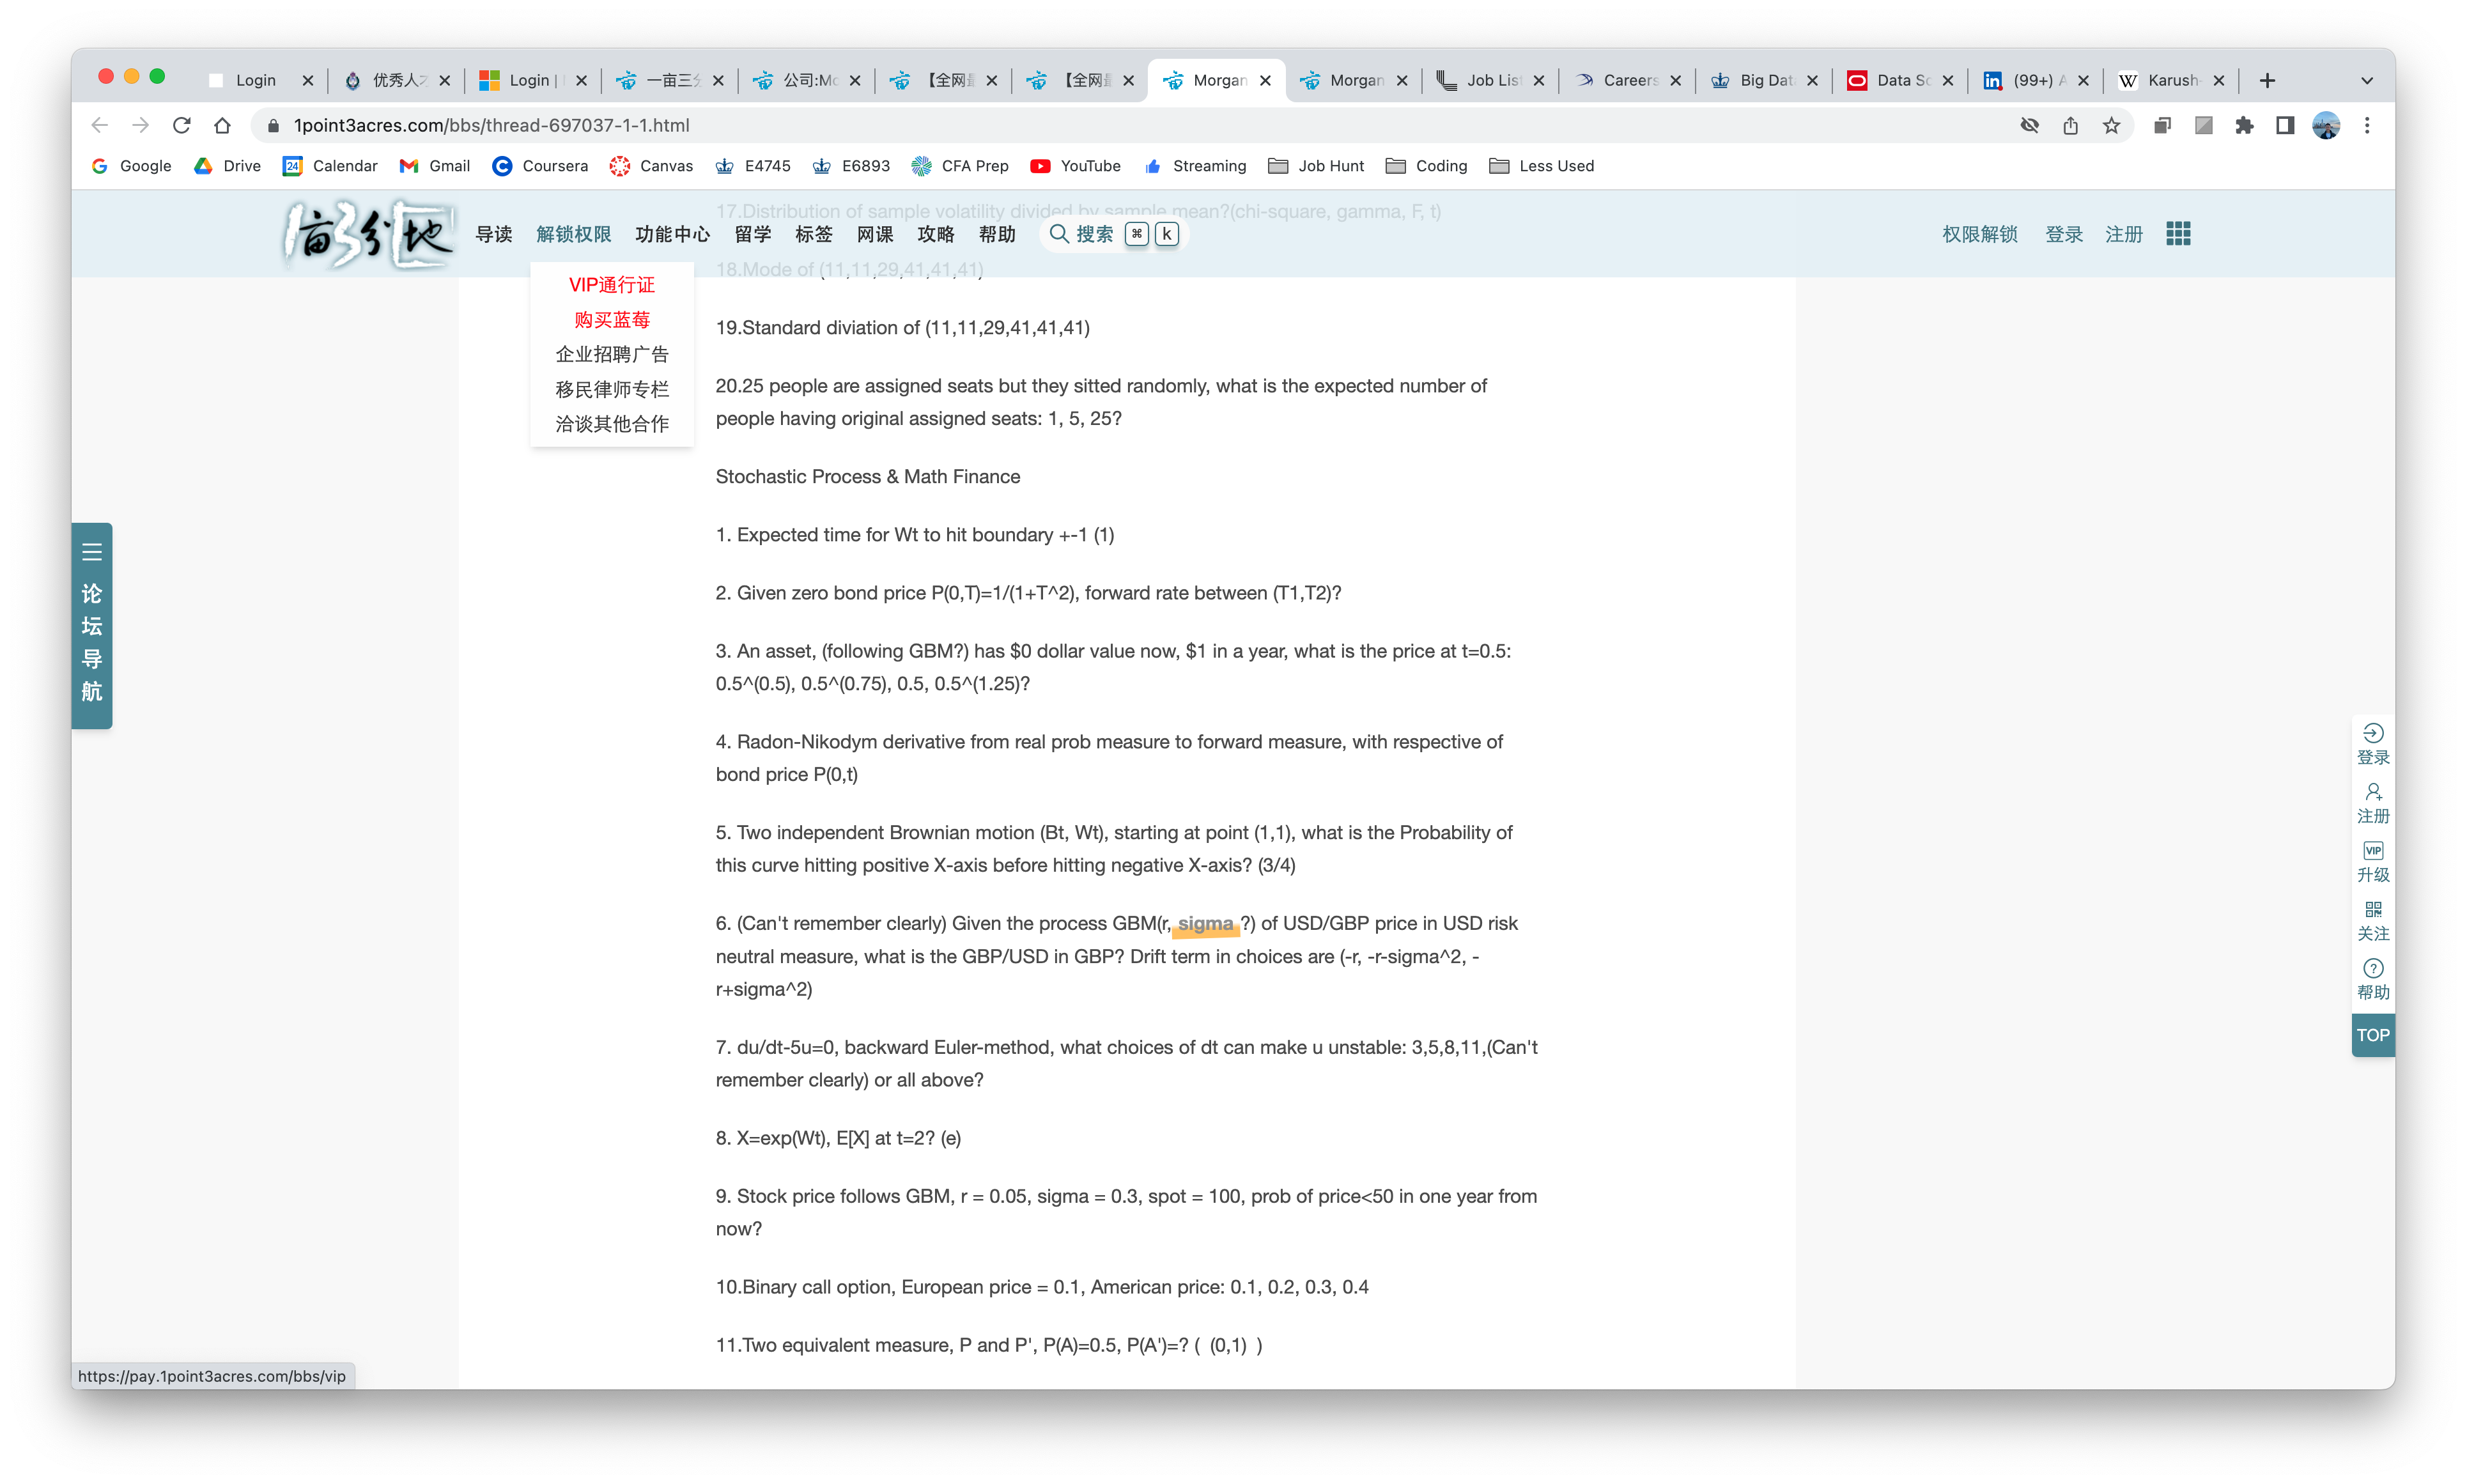 Login
优秀人才
Login |
一亩三分
公司:Mo
【全网最
【全网最
Morgan
Morgan
Job List
Careers
Big Dat
Data Sc
(99+)
Karush-
1point3acres.com/bbs/thread-697037-1-1.html
Google Drive 24 Calendar Gmail Coursera Canvas E4745 E6893 CFA Prep YouTube Streaming Job Hunt Coding Less Used
17.Distribution of sample volatility divided by sample mean?(chi-square, gamma, F, t)
一亩三分地 导读 解锁权限 功能中心 留学 标签 网课 攻略 帮助 搜索 ⌘ k 权限解锁 登录 注册
18.Mode of (11,11,29,41,41,41)
VIP通行证
购买蓝莓
企业招聘广告
移民律师专栏
洽谈其他合作
19.Standard diviation of (11,11,29,41,41,41)
20.25 people are assigned seats but they sitted randomly, what is the expected number of
people having original assigned seats: 1, 5, 25?
Stochastic Process & Math Finance
1. Expected time for Wt to hit boundary +-1 (1)
2. Given zero bond price P(0,T)=1/(1+T^2), forward rate between (T1,T2)?
3. An asset, (following GBM?) has $0 dollar value now, $1 in a year, what is the price at t=0.5:
0.5^(0.5), 0.5^(0.75), 0.5, 0.5^(1.25)?
4. Radon-Nikodym derivative from real prob measure to forward measure, with respective of
bond price P(0,t)
5. Two independent Brownian motion (Bt, Wt), starting at point (1,1), what is the Probability of
this curve hitting positive X-axis before hitting negative X-axis? (3/4)
6. (Can't remember clearly) Given the process GBM(r, sigma ?) of USD/GBP price in USD risk
neutral measure, what is the GBP/USD in GBP? Drift term in choices are (-r, -r-sigma^2, -
r+sigma^2)
7. du/dt-5u=0, backward Euler-method, what choices of dt can make u unstable: 3,5,8,11,(Can't
remember clearly) or all above?
8. X=exp(Wt), E[X] at t=2? (e)
9. Stock price follows GBM, r = 0.05, sigma = 0.3, spot = 100, prob of price<50 in one year from
now?
10.Binary call option, European price = 0.1, American price: 0.1, 0.2, 0.3, 0.4
11.Two equivalent measure, P and P', P(A)=0.5, P(A')=? ( (0,1) )
论
坛
导
航
登录
注册
VIP
升级
关注
帮助
TOP
https://pay.1point3acres.com/bbs/vip